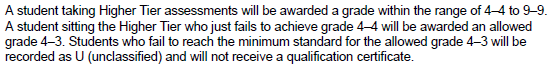 A student taking Higher Tier assessments will be awarded a grade within the range of 4–4 to 9–9.
A student sitting the Higher Tier who just fails to achieve grade 4–4 will be awarded an allowed
grade 4–3. Students who fail to reach the minimum standard for the allowed grade 4–3 will be
recorded as U (unclassified) and will not receive a qualification certificate.